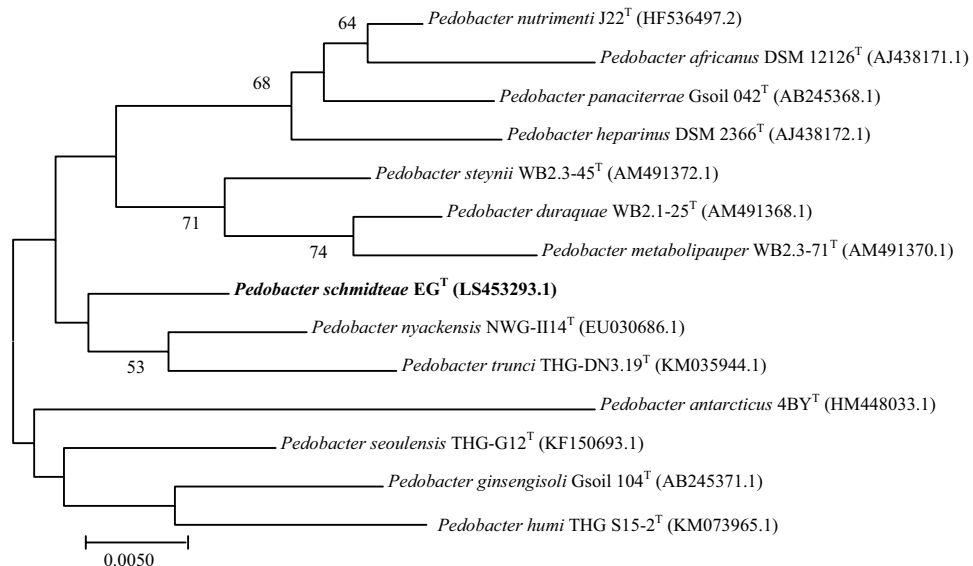 64
Pedobacter nutrimenti J22T (HF536497.2)
Pedobacter africanus DSM 12126T (AJ438171.1)
68
Pedobacter panaciterrae Gsoil 042T (AB245368.1)
Pedobacter heparinus DSM 2366T (AJ438172.1)
Pedobacter steynii WB2.3-45T (AM491372.1)
71
Pedobacter duraquae WB2.1-25T (AM491368.1)
74
Pedobacter metabolipauper WB2.3-71T (AM491370.1)
Pedobacter schmidteae EGT (LS453293.1)
Pedobacter nyackensis NWG-II14T (EU030686.1)
53
Pedobacter trunci THG-DN3.19T (KM035944.1)
Pedobacter antarcticus 4BYT (HM448033.1)
Pedobacter seoulensis THG-G12T (KF150693.1)
Pedobacter ginsengisoli Gsoil 104T (AB245371.1)
Pedobacter humi THG S15-2T (KM073965.1)
0.0050